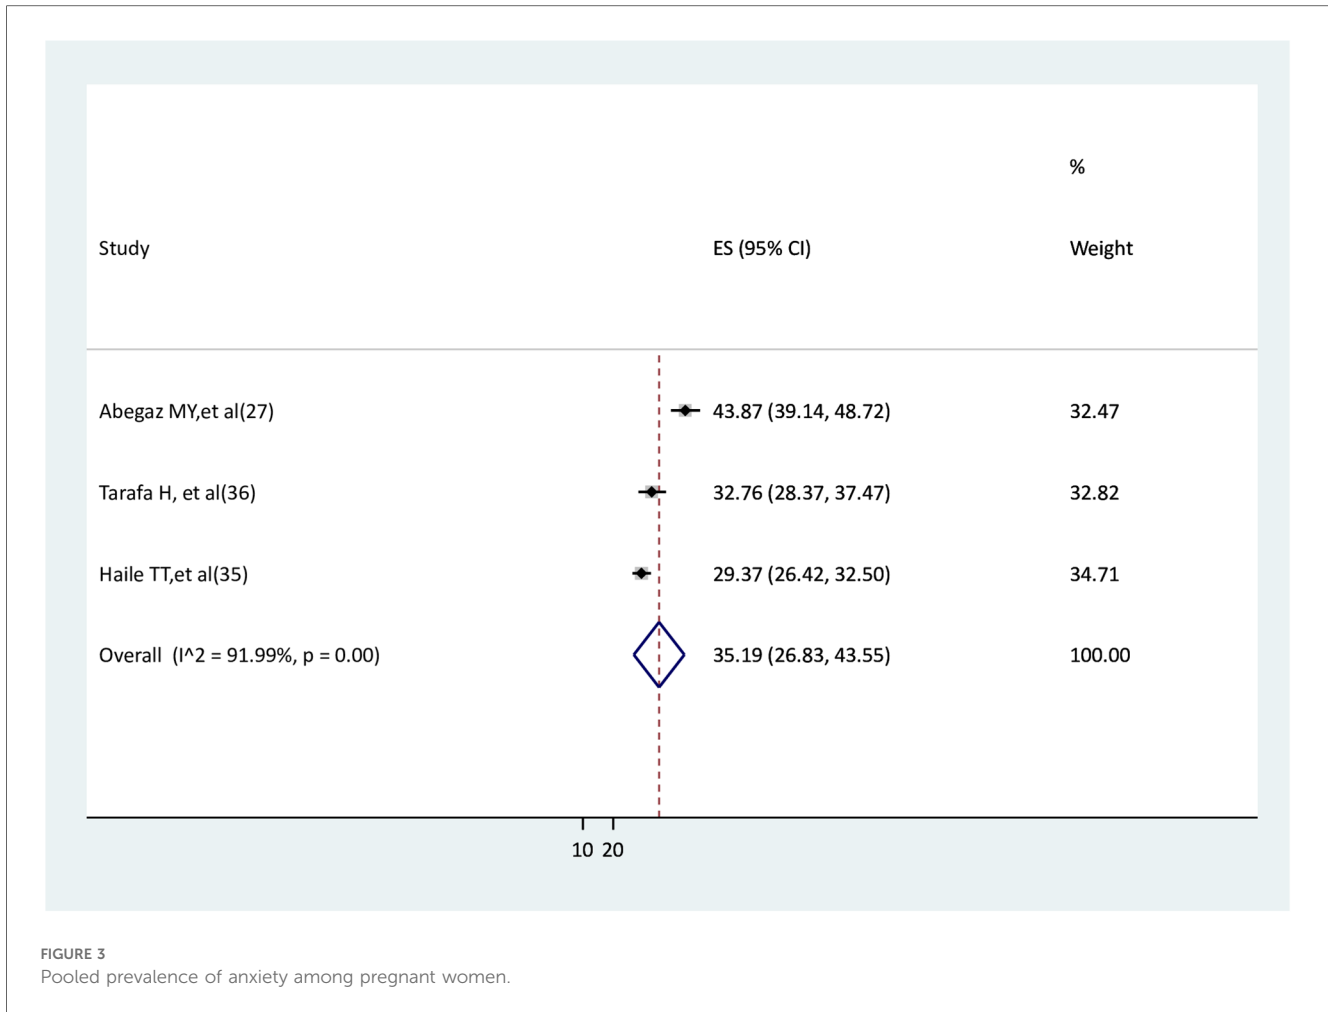 %
Study ES (95% CI) Weight
Abegaz MY,et al(27) 43.87 (39.14, 48.72) 32.47
Tarafa H, et al(36) 32.76 (28.37, 37.47) 32.82
Haile TT,et al(35) 29.37 (26.42, 32.50) 34.71
Overall (I^2 = 91.99%, p = 0.00) 35.19 (26.83, 43.55) 100.00
10 20
FIGURE 3
Pooled prevalence of anxiety among pregnant women.